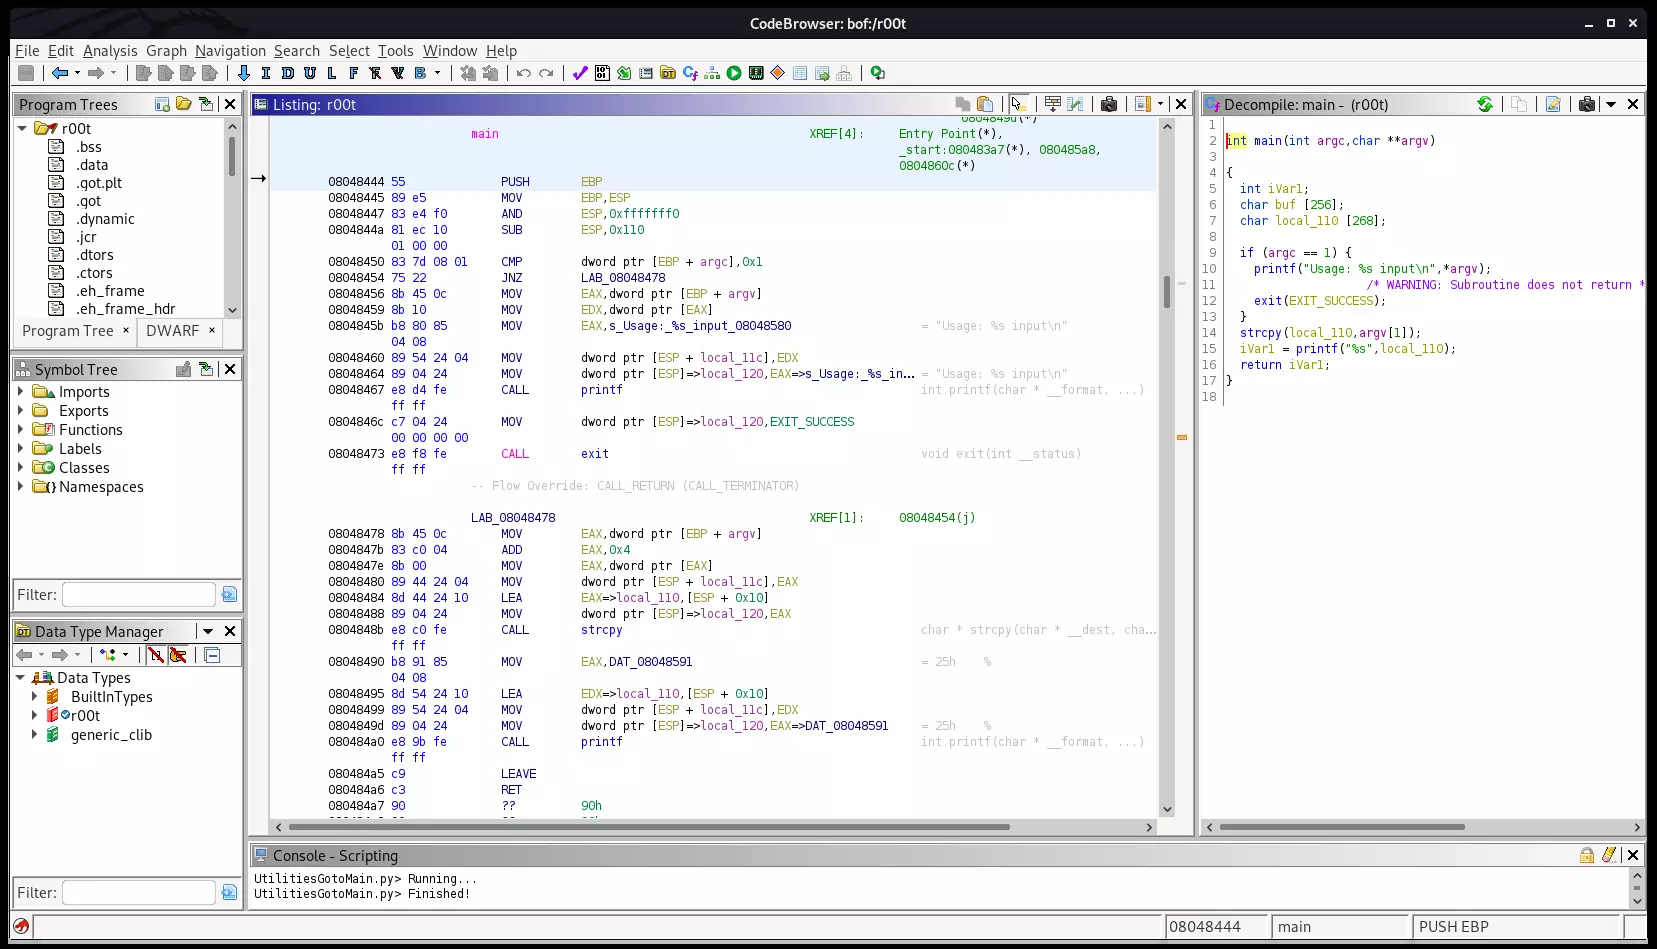 CodeBrowser: bof:/r00t
File Edit Analysis Graph Navigation Search Select Tools Window Help
I D U L F B
Program Trees
r00t
.bss
.data
.got.plt
.got
.dynamic
.jcr
.dtors
.ctors
.eh_frame
.eh_frame_hdr
Program Tree × DWARF ×
Symbol Tree
Imports
Exports
Functions
Labels
Classes
Namespaces
Filter:
Data Type Manager
Data Types
BuiltInTypes
r00t
generic_clib
Filter:
Listing: r00t
0804849d(*)
main XREF[4]: Entry Point(*),
_start:080483a7(*), 080485a8,
0804860c(*)
08048444 55 PUSH EBP
08048445 89 e5 MOV EBP,ESP
08048447 83 e4 f0 AND ESP,0xfffffff0
0804844a 81 ec 10 SUB ESP,0x110
01 00 00
08048450 83 7d 08 01 CMP dword ptr [EBP + argc],0x1
08048454 75 22 JNZ LAB_08048478
08048456 8b 45 0c MOV EAX,dword ptr [EBP + argv]
08048459 8b 10 MOV EDX,dword ptr [EAX]
0804845b b8 80 85 MOV EAX,s_Usage:_%s_input_08048580 = "Usage: %s input\n"
04 08
08048460 89 54 24 04 MOV dword ptr [ESP + local_11c],EDX
08048464 89 04 24 MOV dword ptr [ESP]=>local_120,EAX=>s_Usage:_%s_in... = "Usage: %s input\n"
08048467 e8 d4 fe CALL printf int printf(char * __format, ...)
ff ff
0804846c c7 04 24 MOV dword ptr [ESP]=>local_120,EXIT_SUCCESS
00 00 00 00
08048473 e8 f8 fe CALL exit void exit(int __status)
ff ff
-- Flow Override: CALL_RETURN (CALL_TERMINATOR)
LAB_08048478 XREF[1]: 08048454(j)
08048478 8b 45 0c MOV EAX,dword ptr [EBP + argv]
0804847b 83 c0 04 ADD EAX,0x4
0804847e 8b 00 MOV EAX,dword ptr [EAX]
08048480 89 44 24 04 MOV dword ptr [ESP + local_11c],EAX
08048484 8d 44 24 10 LEA EAX=>local_110,[ESP + 0x10]
08048488 89 04 24 MOV dword ptr [ESP]=>local_120,EAX
0804848b e8 c0 fe CALL strcpy char * strcpy(char * __dest, cha...
ff ff
08048490 b8 91 85 MOV EAX,DAT_08048591 = 25h %
04 08
08048495 8d 54 24 10 LEA EDX=>local_110,[ESP + 0x10]
08048499 89 54 24 04 MOV dword ptr [ESP + local_11c],EDX
0804849d 89 04 24 MOV dword ptr [ESP]=>local_120,EAX=>DAT_08048591 = 25h %
080484a0 e8 9b fe CALL printf int printf(char * __format, ...)
ff ff
080484a5 c9 LEAVE
080484a6 c3 RET
080484a7 90 ?? 90h
Decompile: main - (r00t)
1
2 int main(int argc,char **argv)
3
4 {
5 int iVar1;
6 char buf [256];
7 char local_110 [268];
8
9 if (argc == 1) {
10 printf("Usage: %s input\n",*argv);
11 /* WARNING: Subroutine does not return *
12 exit(EXIT_SUCCESS);
13 }
14 strcpy(local_110,argv[1]);
15 iVar1 = printf("%s",local_110);
16 return iVar1;
17 }
18
Console - Scripting
UtilitiesGotoMain.py> Running...
UtilitiesGotoMain.py> Finished!
08048444 main PUSH EBP